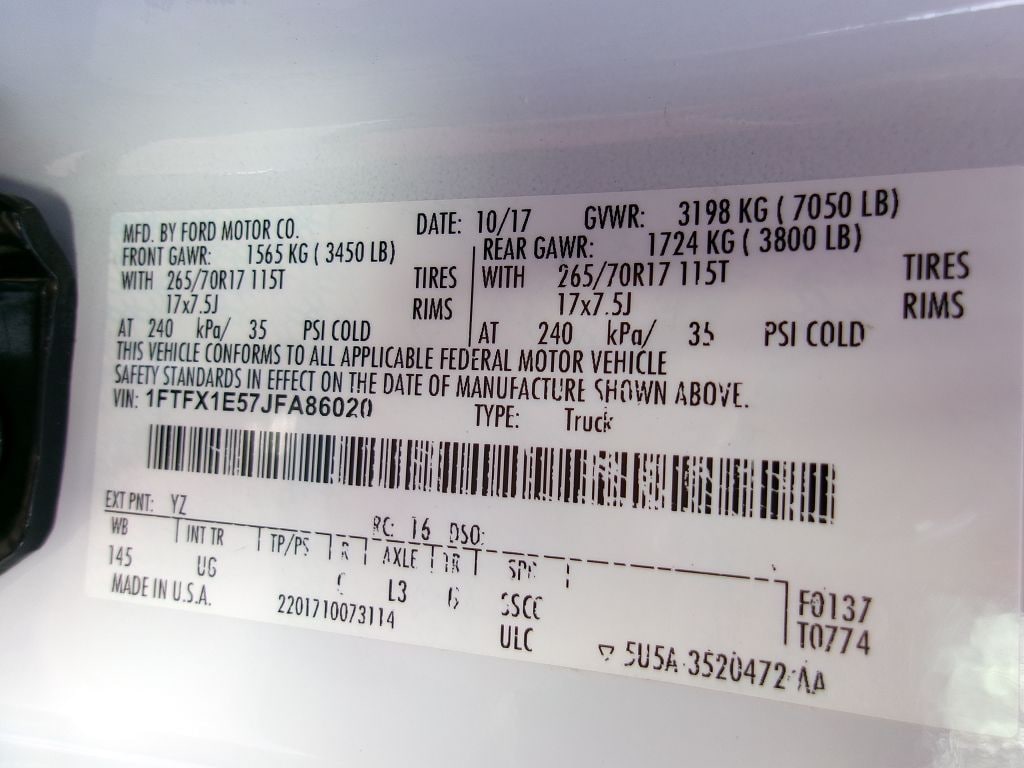 MFD. BY FORD MOTOR CO. DATE: 10/17 GVWR: 3198 KG ( 7050 LB)
FRONT GAWR: 1565 KG ( 3450 LB) REAR GAWR: 1724 KG ( 3800 LB)
WITH 265/70R17 115T TIRES WITH 265/70R17 115T TIRES
17x7.5J RIMS 17x7.5J RIMS
AT 240 kPa/ 35 PSI COLD AT 240 kPa/ 35 PSI COLD
THIS VEHICLE CONFORMS TO ALL APPLICABLE FEDERAL MOTOR VEHICLE
SAFETY STANDARDS IN EFFECT ON THE DATE OF MANUFACTURE SHOWN ABOVE.
VIN: 1FTFX1E57JFA86020 TYPE: Truck
EXT PNT: YZ RC: 16 DSO:
WB INT TR TP/PS R AXLE TR SPR
145 UG L3 6 SSCC F0137
MADE IN U.S.A. 2201710073114 ULC T0774
5U5A-3520472-AA